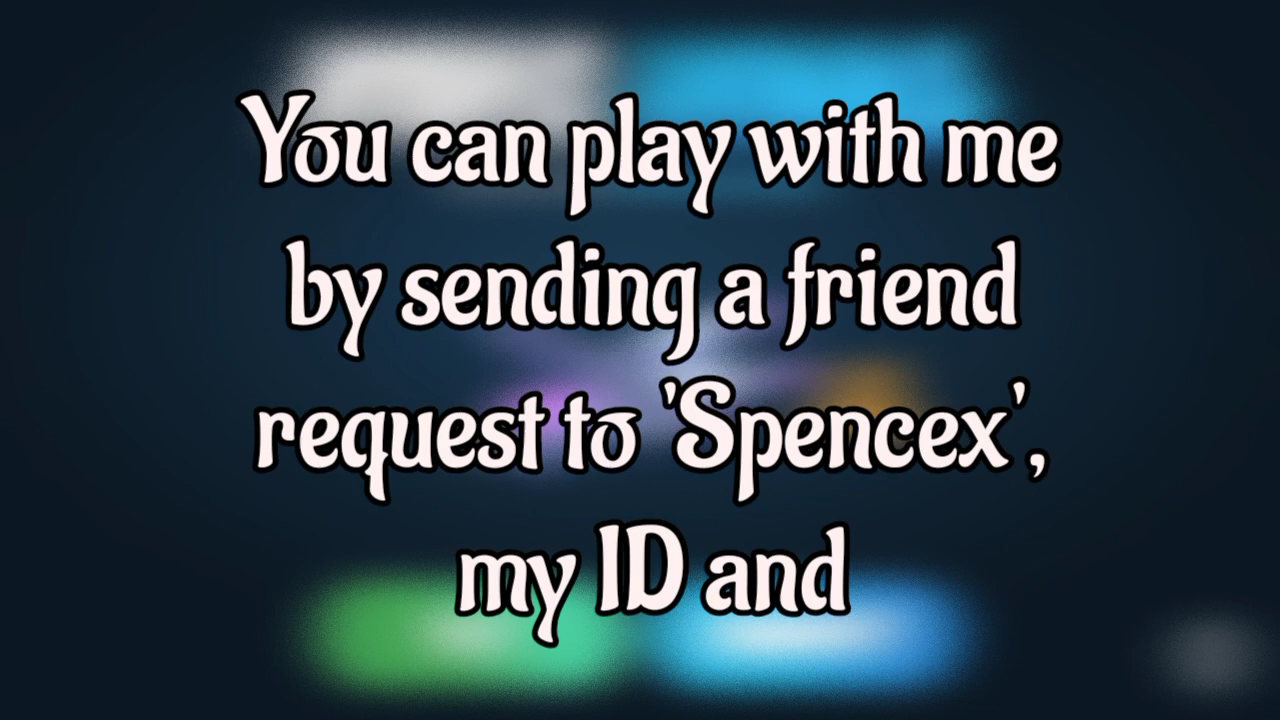 You can play with me
by sending a friend
request to 'Spencex',
my ID and